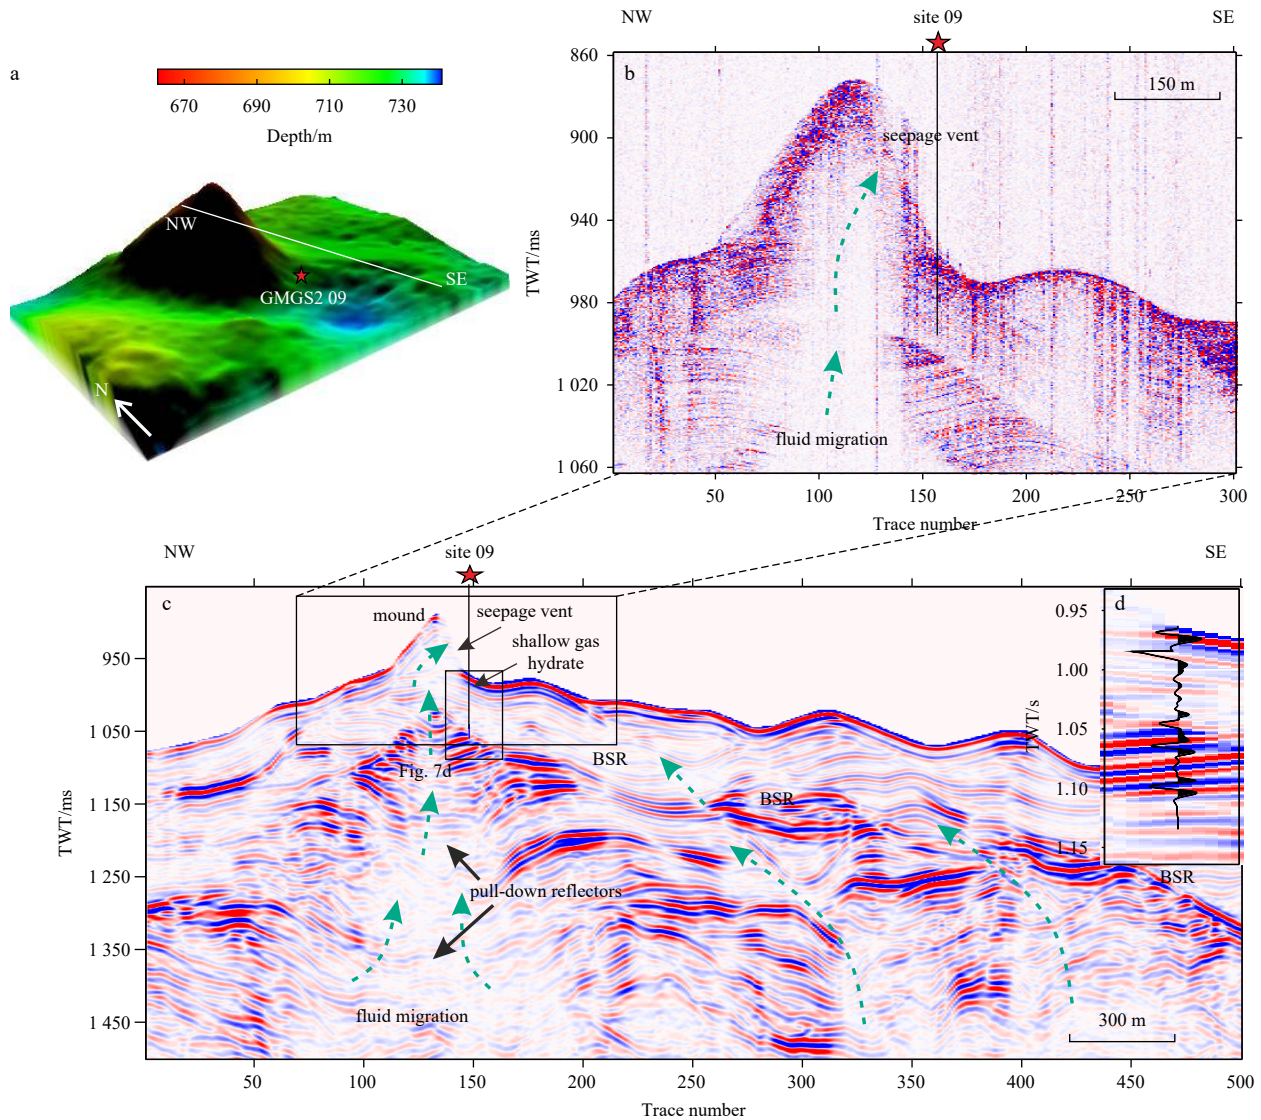 a
670 690 710 730
Depth/m
NW
SE
GMGS2 09
N
NW site 09 SE
b
150 m
seepage vent
fluid migration
860
900
940
980
1 020
1 060
TWT/ms
50 100 150 200 250 300
Trace number
NW site 09 SE
c
mound
seepage vent
shallow gas
hydrate
Fig. 7d
BSR
BSR
BSR
pull-down reflectors
fluid migration
300 m
950
1 050
1 150
1 250
1 350
1 450
TWT/ms
50 100 150 200 250 300 350 400 450 500
Trace number
d
0.95
1.00
1.05
1.10
1.15
TWT/s